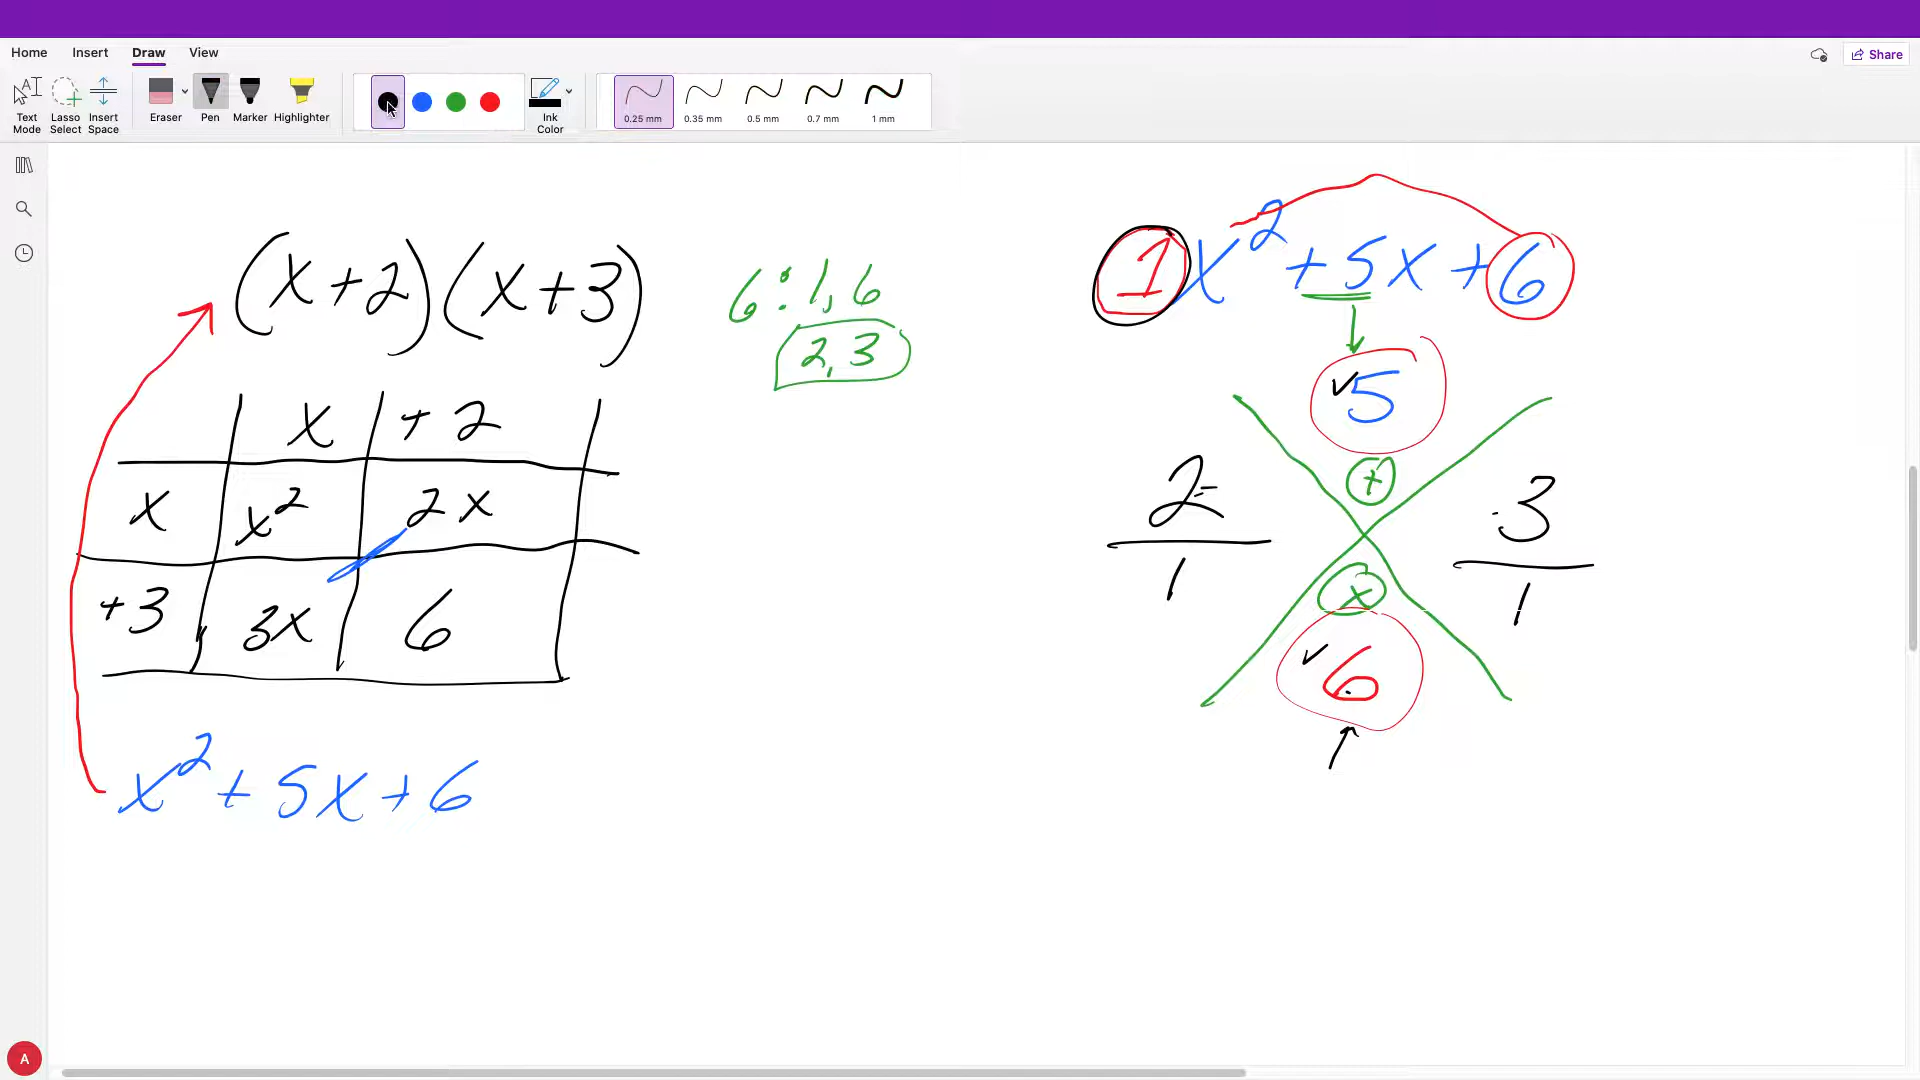 Home Insert Draw View
Share
Text Mode Lasso Select Insert Space Eraser Pen Marker Highlighter Ink Color 0.25 mm 0.35 mm 0.5 mm 0.7 mm 1 mm
(x+2)(x+3)
6:1,6
2,3
x +2
x x² 2x
+3 3x 6
x²+5x+6
1x²+5x+6
✓5
+
2 3
1 1
x
✓6
A